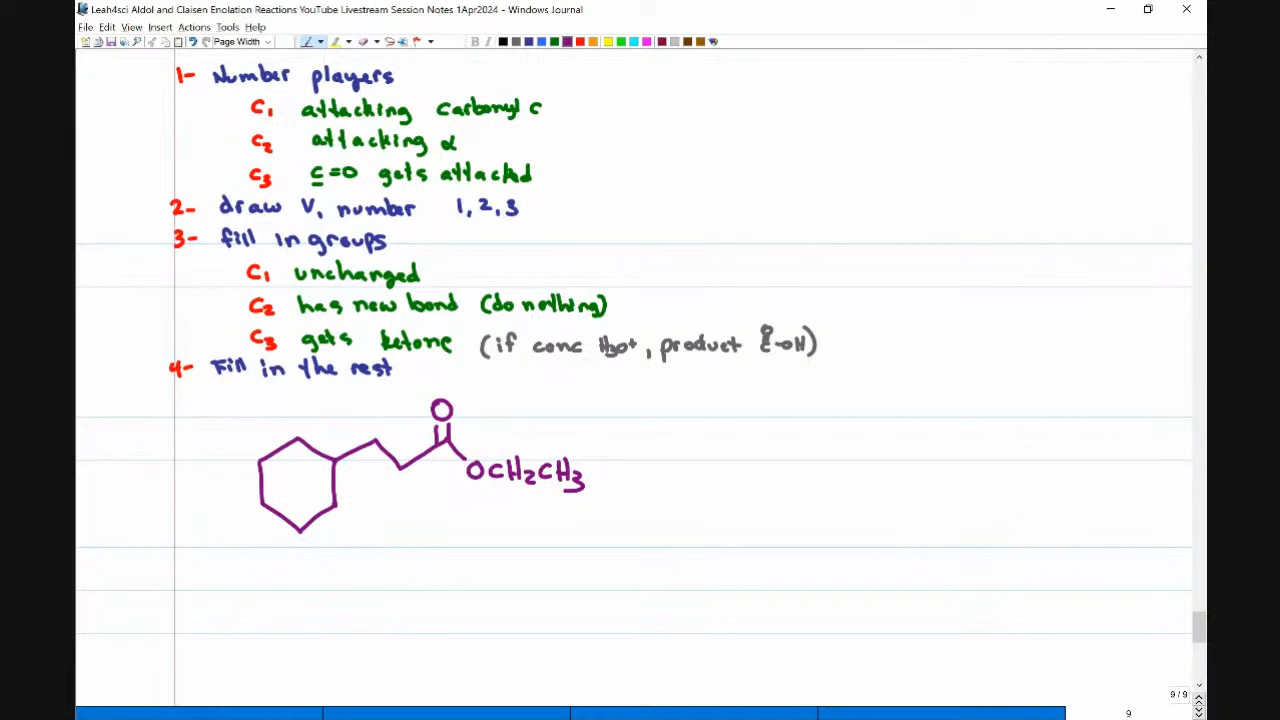 Leah4sci Aldol and Claisen Enolation Reactions YouTube Livestream Session Notes 1Apr2024 - Windows Journal
File Edit View Insert Actions Tools Help
Page Width B I
1- Number players
C1 attacking carbonyl c
C2 attacking α
C3 C=O gets attacked
2- draw V, number 1, 2, 3
3- fill in groups
C1 unchanged
C2 has new bond (do nothing)
C3 gets ketone (if conc H3O+, product -OH)
4- Fill in the rest
O
OCH2CH3
9 / 9
9